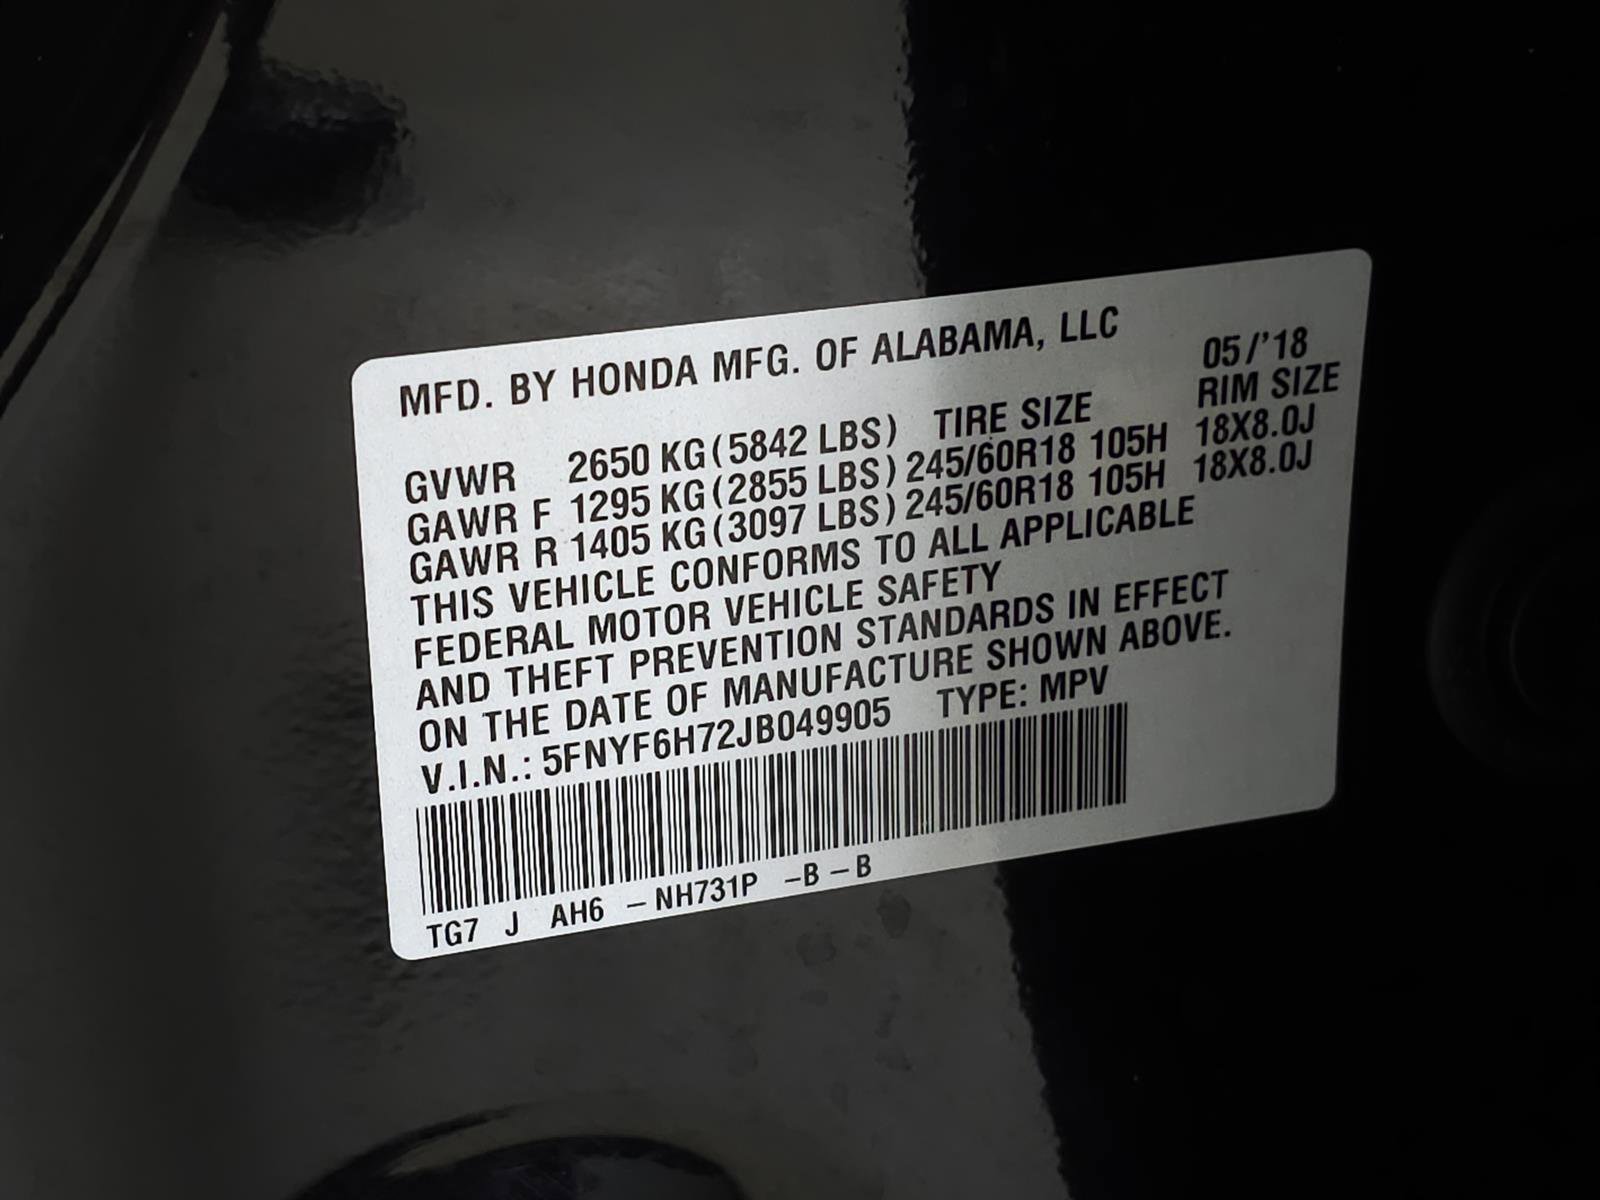 MFD. BY HONDA MFG. OF ALABAMA, LLC 05/'18
TIRE SIZE RIM SIZE
GVWR 2650 KG (5842 LBS)
GAWR F 1295 KG (2855 LBS) 245/60R18 105H 18X8.0J
GAWR R 1405 KG (3097 LBS) 245/60R18 105H 18X8.0J
THIS VEHICLE CONFORMS TO ALL APPLICABLE
FEDERAL MOTOR VEHICLE SAFETY
AND THEFT PREVENTION STANDARDS IN EFFECT
ON THE DATE OF MANUFACTURE SHOWN ABOVE.
V.I.N.: 5FNYF6H72JB049905 TYPE: MPV
TG7 J AH6 – NH731P –B – B